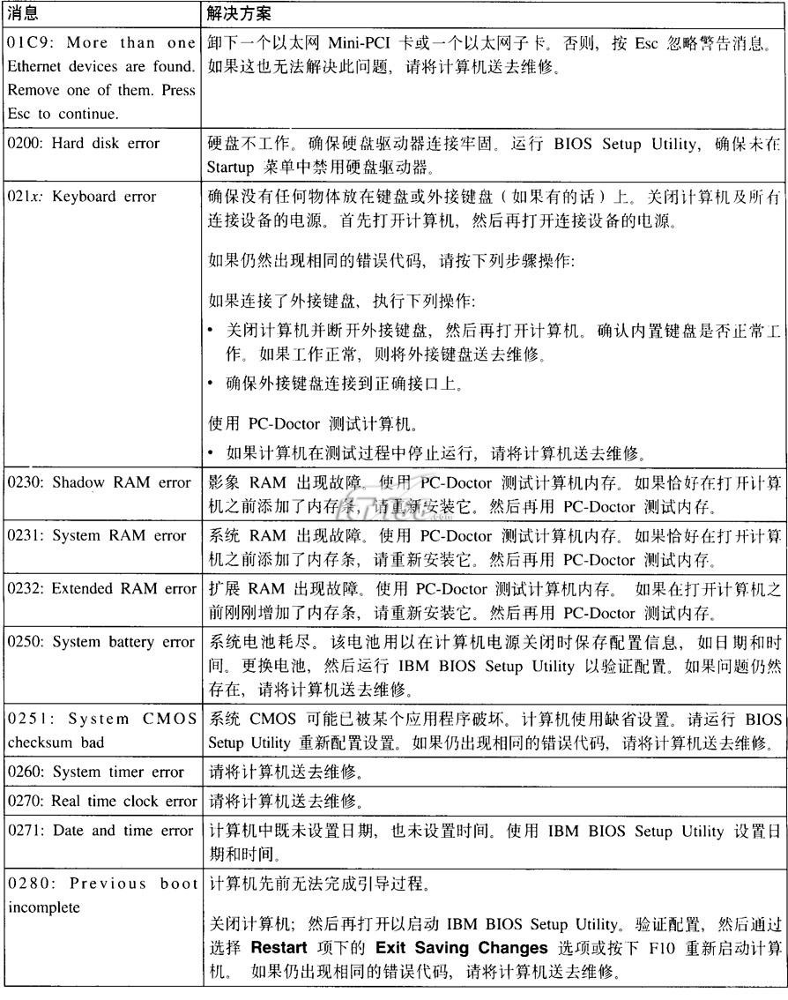 消息
解决方案
01C9: More than one
Ethernet devices are found.
Remove one of them. Press
Esc to continue.
卸下一个以太网 Mini-PCI 卡或一个以太网子卡。否则，按 Esc 忽略警告消息。
如果这也无法解决此问题，请将计算机送去维修。
0200: Hard disk error
硬盘不工作。确保硬盘驱动器连接牢固。运行 BIOS Setup Utility，确保未在
Startup 菜单中禁用硬盘驱动器。
021x: Keyboard error
确保没有任何物体放在键盘或外接键盘（如果有的话）上。关闭计算机及所有
连接设备的电源。首先打开计算机，然后再打开连接设备的电源。
如果仍然出现相同的错误代码，请按下列步骤操作:
如果连接了外接键盘，执行下列操作:
• 关闭计算机并断开外接键盘，然后再打开计算机。确认内置键盘是否正常工
作。如果工作正常，则将外接键盘送去维修。
• 确保外接键盘连接到正确接口上。
使用 PC-Doctor 测试计算机。
• 如果计算机在测试过程中停止运行，请将计算机送去维修。
0230: Shadow RAM error
影象 RAM 出现故障。使用 PC-Doctor 测试计算机内存。如果恰好在打开计算
机之前添加了内存条，请重新安装它。然后再用 PC-Doctor 测试内存。
0231: System RAM error
系统 RAM 出现故障。使用 PC-Doctor 测试计算机内存。如果恰好在打开计算
机之前添加了内存条，请重新安装它。然后再用 PC-Doctor 测试内存。
0232: Extended RAM error
扩展 RAM 出现故障。使用 PC-Doctor 测试计算机内存。 如果在打开计算机之
前刚刚增加了内存条，请重新安装它。然后再用 PC-Doctor 测试内存。
0250: System battery error
系统电池耗尽。该电池用以在计算机电源关闭时保存配置信息，如日期和时
间。更换电池，然后运行 IBM BIOS Setup Utility 以验证配置。如果问题仍然
存在，请将计算机送去维修。
0251: System CMOS
checksum bad
系统 CMOS 可能已被某个应用程序破坏。计算机使用缺省设置。请运行 BIOS
Setup Utility 重新配置设置。如果仍出现相同的错误代码，请将计算机送去维修。
0260: System timer error
请将计算机送去维修。
0270: Real time clock error
请将计算机送去维修。
0271: Date and time error
计算机中既未设置日期，也未设置时间。使用 IBM BIOS Setup Utility 设置日
期和时间。
0280: Previous boot
incomplete
计算机先前无法完成引导过程。
关闭计算机；然后再打开以启动 IBM BIOS Setup Utility。验证配置，然后通过
选择 Restart 项下的 Exit Saving Changes 选项或按下 F10 重新启动计算
机。 如果仍出现相同的错误代码，请将计算机送去维修。